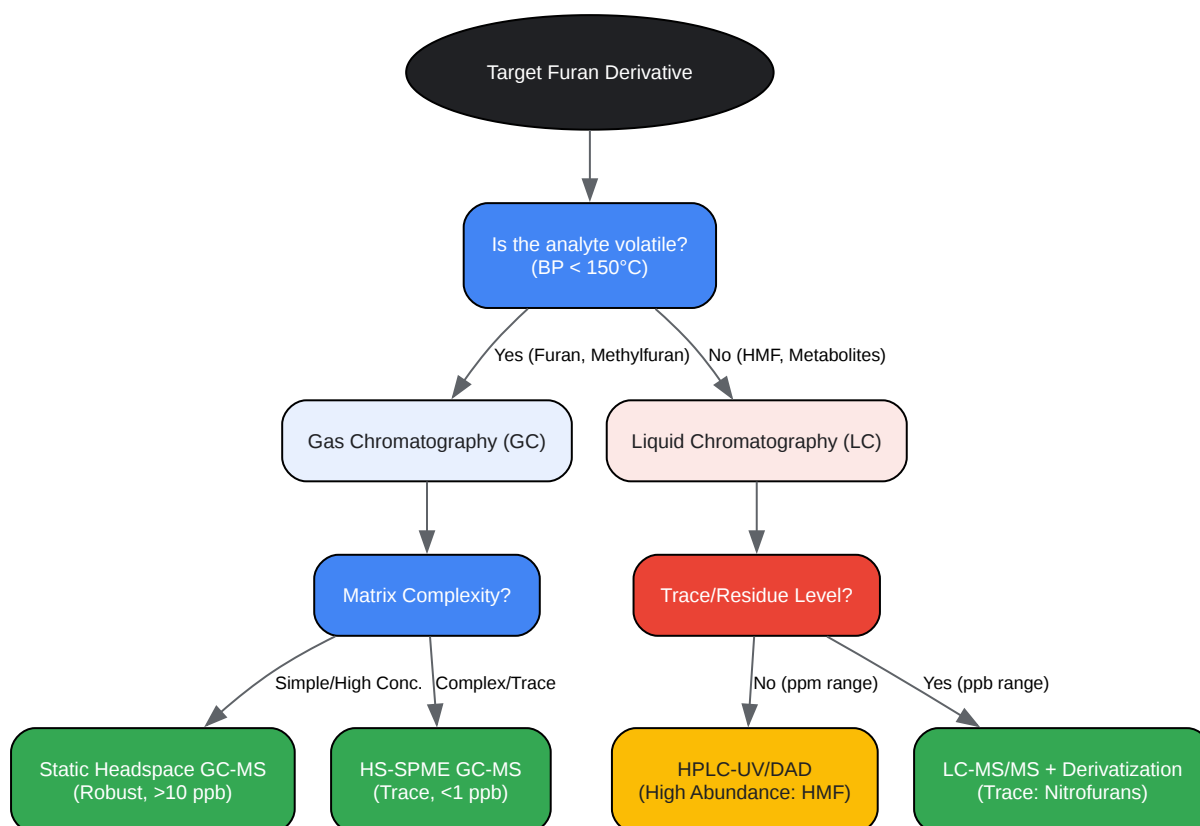 Target Furan Derivative
Is the analyte volatile?
(BP < 150°C)
Yes (Furan, Methylfuran)
No (HMF, Metabolites)
Gas Chromatography (GC)
Liquid Chromatography (LC)
Matrix Complexity?
Trace/Residue Level?
Simple/High Conc.
Complex/Trace
No (ppm range)
Yes (ppb range)
Static Headspace GC-MS
(Robust, >10 ppb)
HS-SPME GC-MS
(Trace, <1 ppb)
HPLC-UV/DAD
(High Abundance: HMF)
LC-MS/MS + Derivatization
(Trace: Nitrofurans)